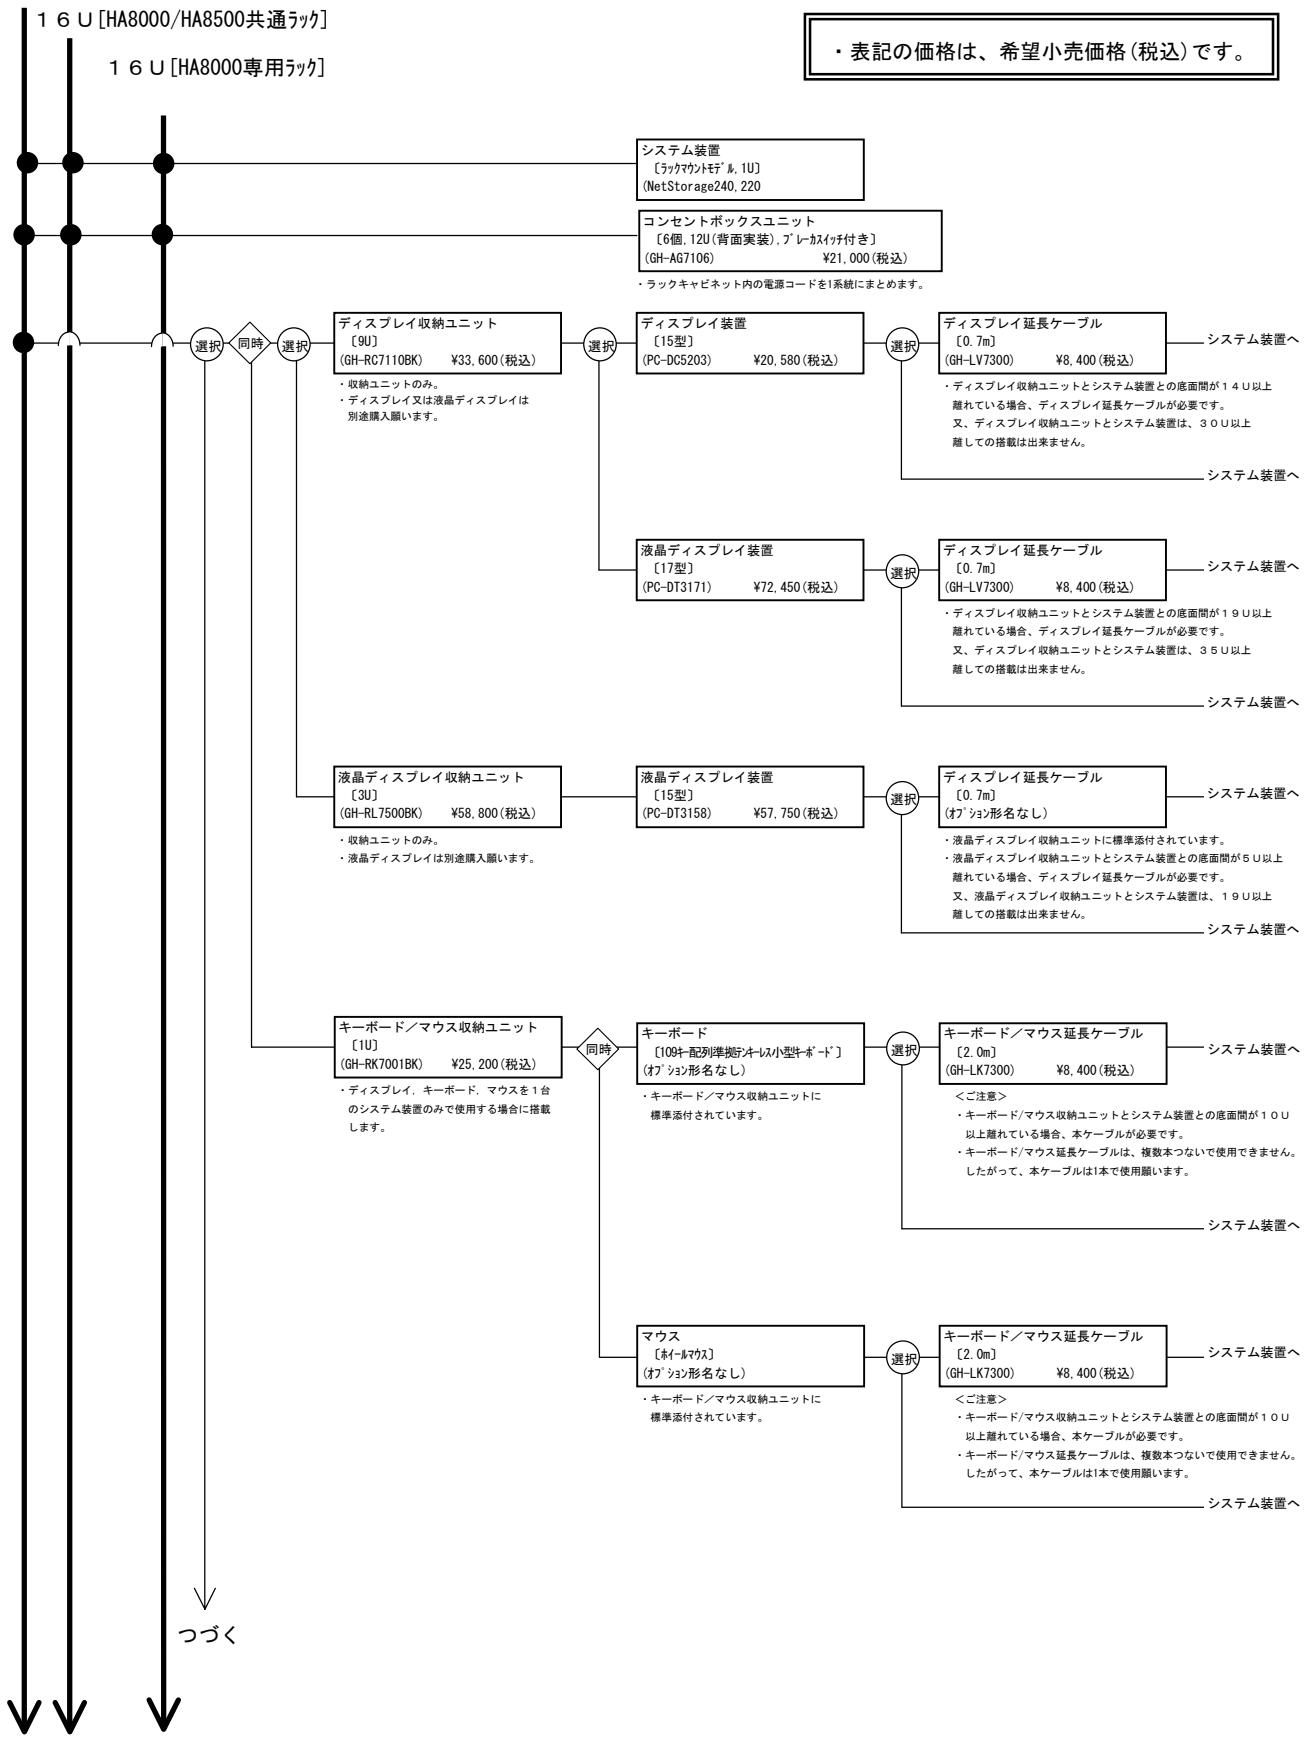 １６Ｕ[HA8000/HA8500共通ﾗｯｸ]
１６Ｕ[HA8000専用ﾗｯｸ]
・表記の価格は、希望小売価格(税込)です。
システム装置
〔ﾗｯｸﾏｳﾝﾄﾓﾃﾞﾙ,1U〕
(NetStorage240,220
コンセントボックスユニット
〔6個,12U(背面実装),ﾌﾞﾚｰｶｽｲｯﾁ付き〕
(GH-AG7106) ¥21,000(税込)
・ラックキャビネット内の電源コードを1系統にまとめます。
選択
同時
選択
ディスプレイ収納ユニット
〔9U〕
(GH-RC7110BK) ¥33,600(税込)
・収納ユニットのみ。
・ディスプレイ又は液晶ディスプレイは
別途購入願います。
選択
ディスプレイ装置
〔15型〕
(PC-DC5203) ¥20,580(税込)
選択
ディスプレイ延長ケーブル
〔0.7m〕
(GH-LV7300) ¥8,400(税込)
システム装置へ
・ディスプレイ収納ユニットとシステム装置との底面間が１４Ｕ以上
離れている場合、ディスプレイ延長ケーブルが必要です。
又、ディスプレイ収納ユニットとシステム装置は、３０Ｕ以上
離しての搭載は出来ません。
システム装置へ
液晶ディスプレイ装置
〔17型〕
(PC-DT3171) ¥72,450(税込)
選択
ディスプレイ延長ケーブル
〔0.7m〕
(GH-LV7300) ¥8,400(税込)
システム装置へ
・ディスプレイ収納ユニットとシステム装置との底面間が１９Ｕ以上
離れている場合、ディスプレイ延長ケーブルが必要です。
又、ディスプレイ収納ユニットとシステム装置は、３５Ｕ以上
離しての搭載は出来ません。
システム装置へ
液晶ディスプレイ収納ユニット
〔3U〕
(GH-RL7500BK) ¥58,800(税込)
・収納ユニットのみ。
・液晶ディスプレイは別途購入願います。
液晶ディスプレイ装置
〔15型〕
(PC-DT3158) ¥57,750(税込)
選択
ディスプレイ延長ケーブル
〔0.7m〕
(ｵﾌﾟｼｮﾝ形名なし)
システム装置へ
・液晶ディスプレイ収納ユニットに標準添付されています。
・液晶ディスプレイ収納ユニットとシステム装置との底面間が５Ｕ以上
離れている場合、ディスプレイ延長ケーブルが必要です。
又、液晶ディスプレイ収納ユニットとシステム装置は、１９Ｕ以上
離しての搭載は出来ません。
システム装置へ
キーボード／マウス収納ユニット
〔1U〕
(GH-RK7001BK) ¥25,200(税込)
・ディスプレイ, キーボード, マウスを１台
のシステム装置のみで使用する場合に搭載
します。
同時
キーボード
〔109ｷｰ配列準拠ﾃﾝｷｰﾚｽ小型ｷｰﾎﾞｰﾄﾞ〕
(ｵﾌﾟｼｮﾝ形名なし)
・キーボード／マウス収納ユニットに
標準添付されています。
選択
キーボード／マウス延長ケーブル
〔2.0m〕
(GH-LK7300) ¥8,400(税込)
システム装置へ
＜ご注意＞
・キーボード/マウス収納ユニットとシステム装置との底面間が１０Ｕ
以上離れている場合、本ケーブルが必要です。
・キーボード/マウス延長ケーブルは、複数本つないで使用できません。
したがって、本ケーブルは1本で使用願います。
システム装置へ
マウス
〔ﾎｲｰﾙﾏｳｽ〕
(ｵﾌﾟｼｮﾝ形名なし)
・キーボード／マウス収納ユニットに
標準添付されています。
選択
キーボード／マウス延長ケーブル
〔2.0m〕
(GH-LK7300) ¥8,400(税込)
システム装置へ
＜ご注意＞
・キーボード/マウス収納ユニットとシステム装置との底面間が１０Ｕ
以上離れている場合、本ケーブルが必要です。
・キーボード/マウス延長ケーブルは、複数本つないで使用できません。
したがって、本ケーブルは1本で使用願います。
システム装置へ
つづく